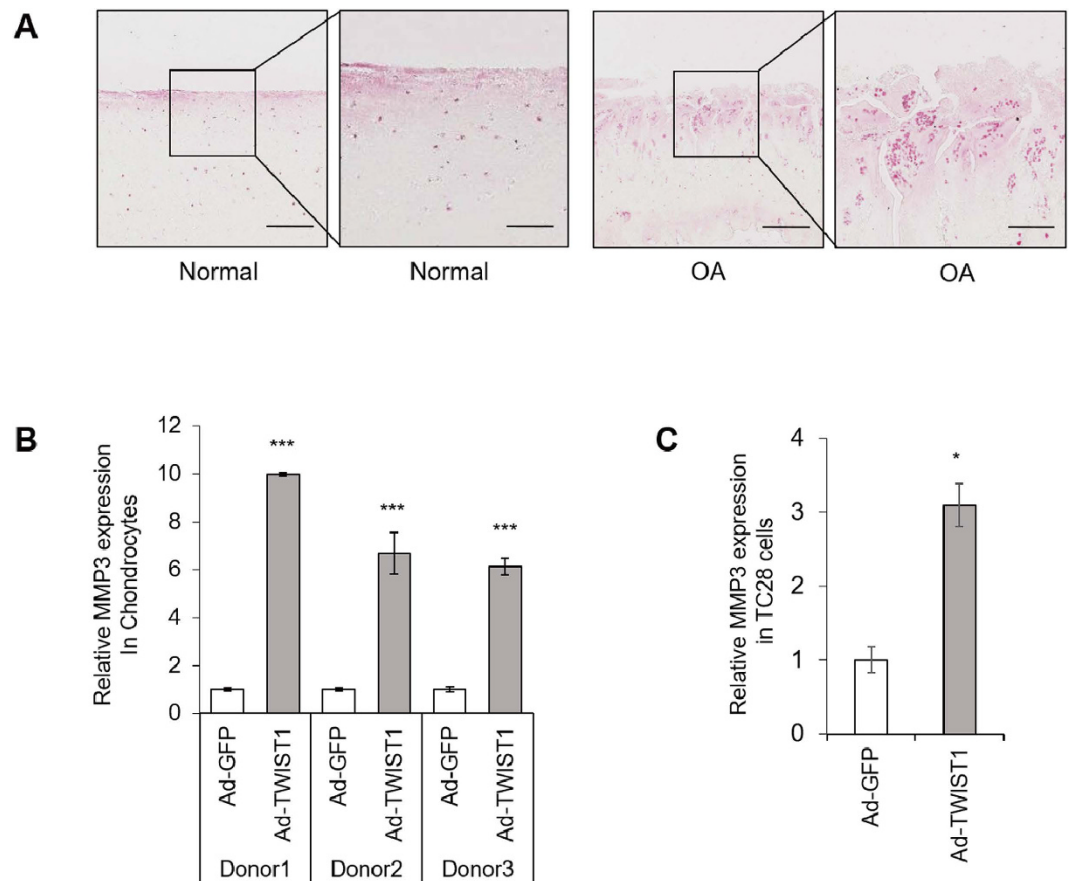 A
Normal
Normal
OA
OA
B
Relative MMP3 expression
In Chondrocytes
12
10
8
6
4
2
0
***
***
***
Ad-GFP
Ad-TWIST1
Ad-GFP
Ad-TWIST1
Ad-GFP
Ad-TWIST1
Donor1
Donor2
Donor3
C
Relative MMP3 expression
in TC28 cells
4
3
2
1
0
*
Ad-GFP
Ad-TWIST1